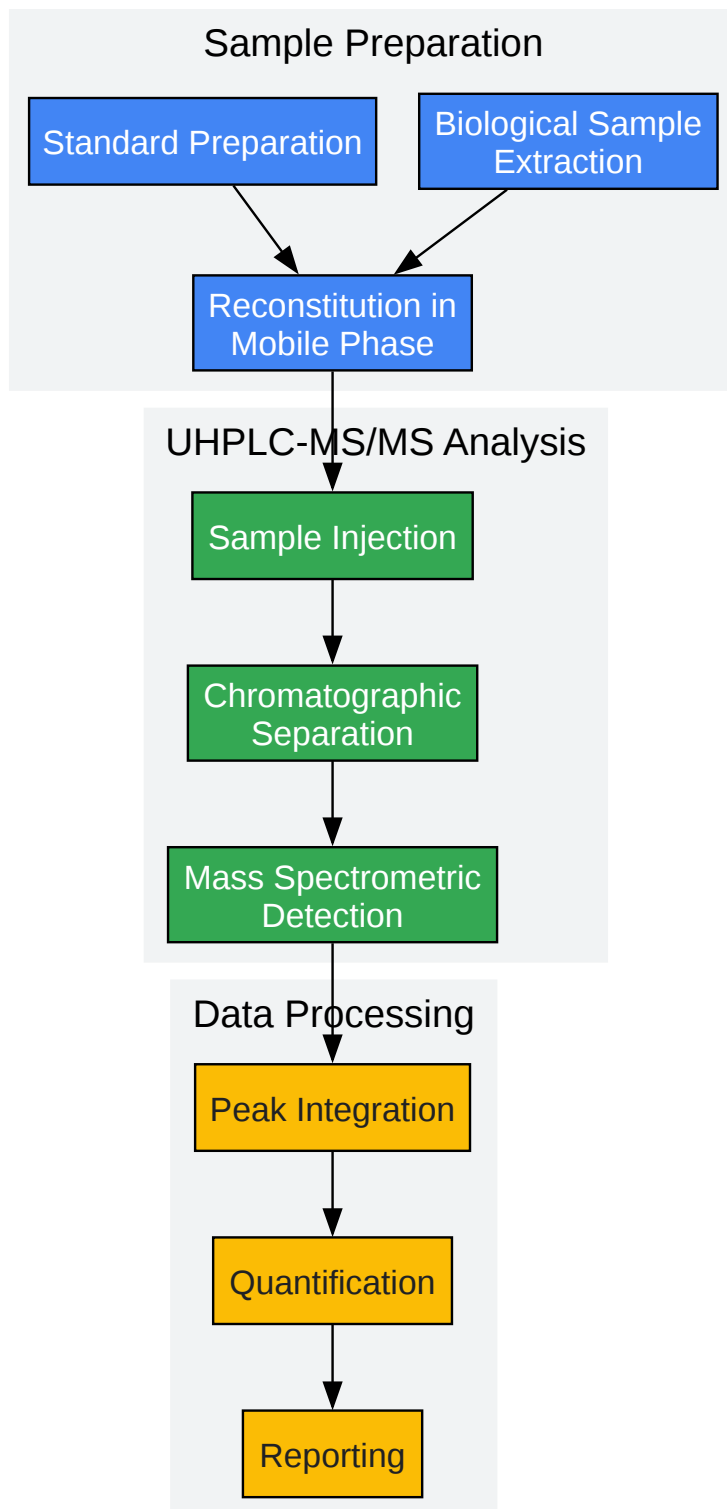 Sample Preparation
Standard Preparation
Biological Sample
Extraction
Reconstitution in
Mobile Phase
UHPLC-MS/MS Analysis
Sample Injection
Chromatographic
Separation
Mass Spectrometric
Detection
Data Processing
Peak Integration
Quantification
Reporting